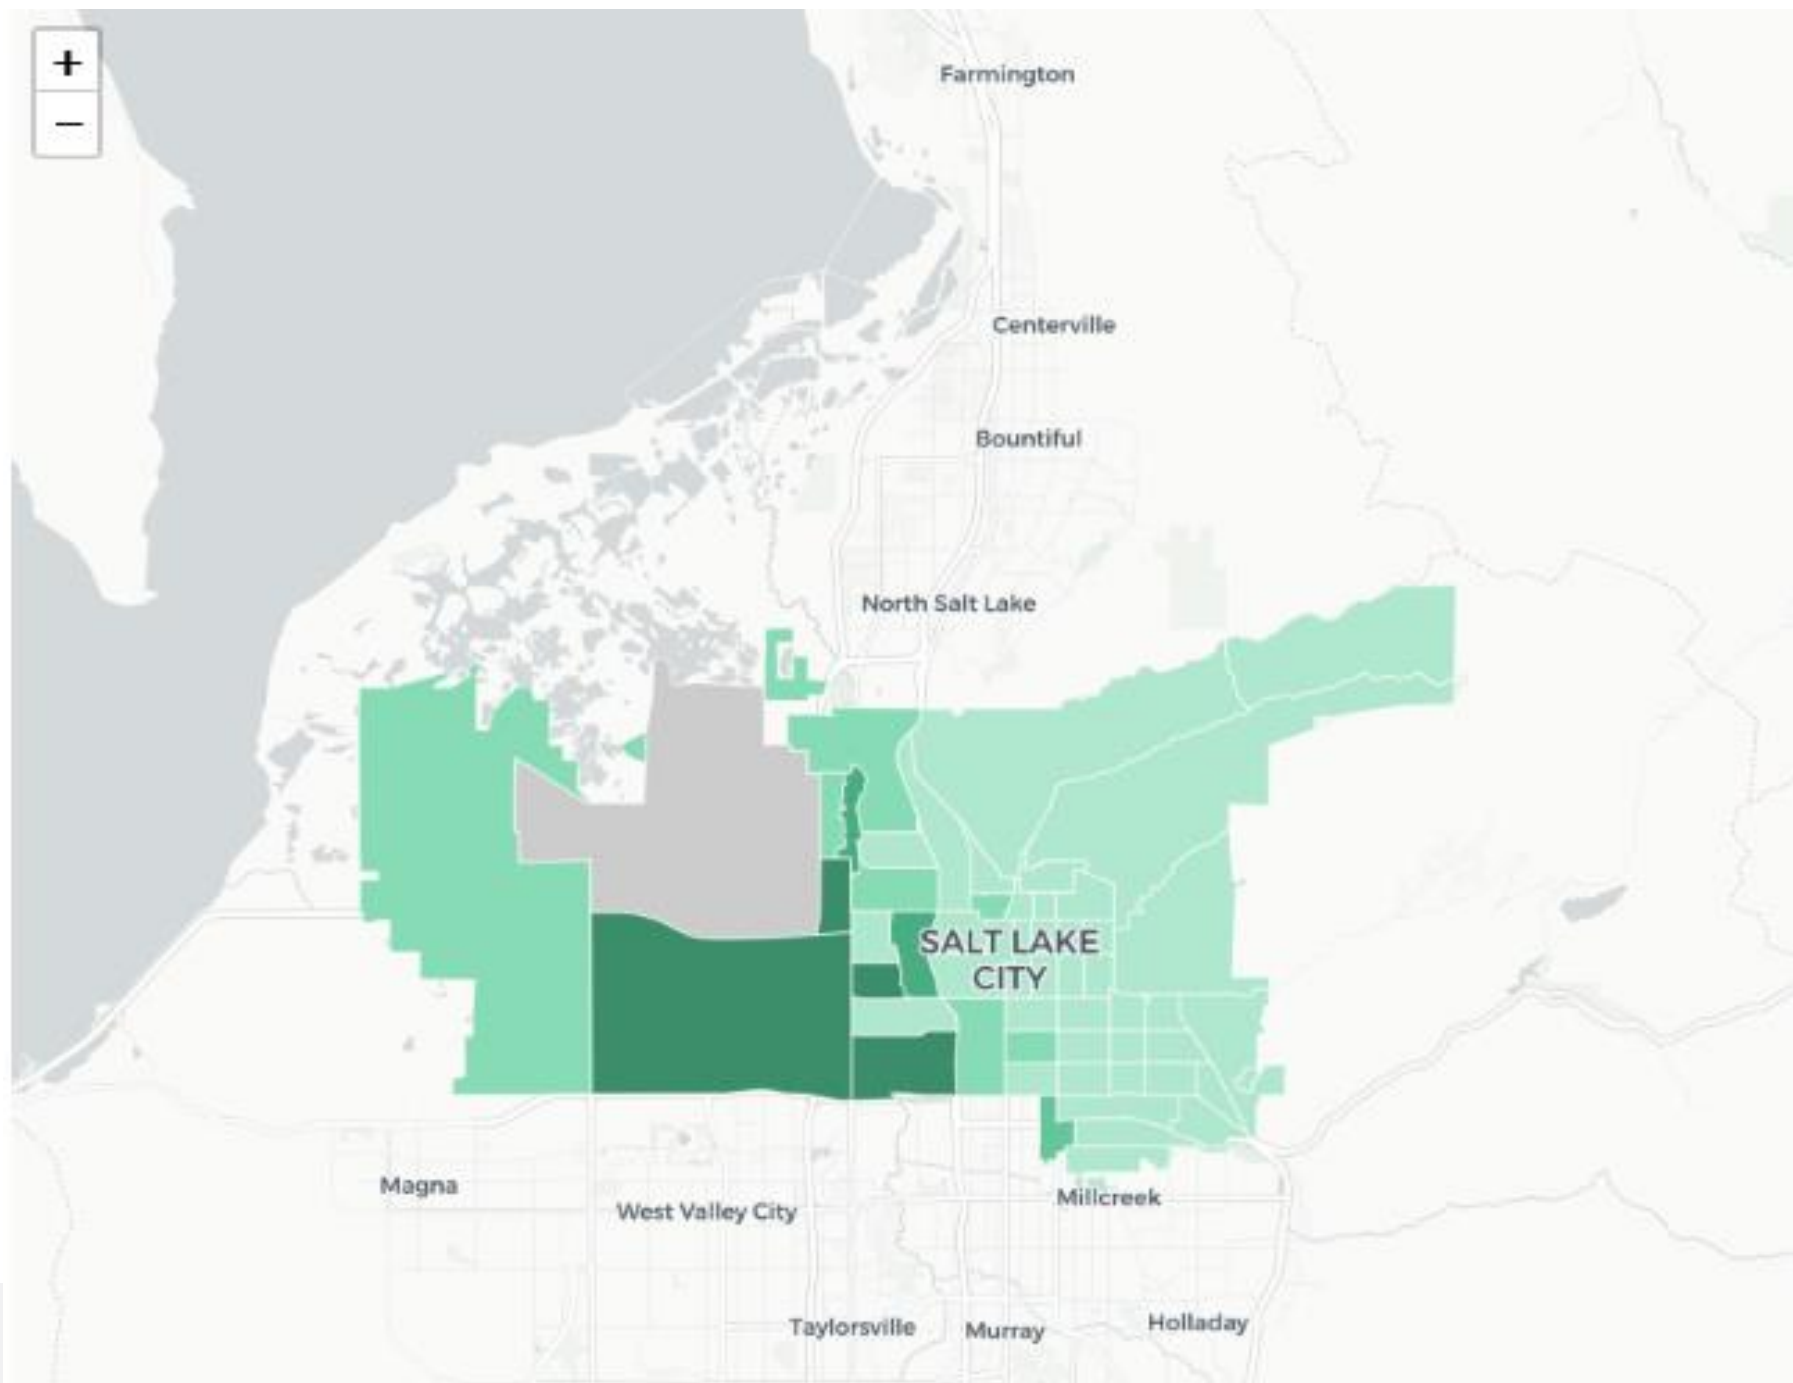 +
Farmington
−
Centerville
Bountiful
North Salt Lake
SALT LAKE
CITY
Magna
Millcreek
West Valley City
Holladay
Taylorsville
Murray